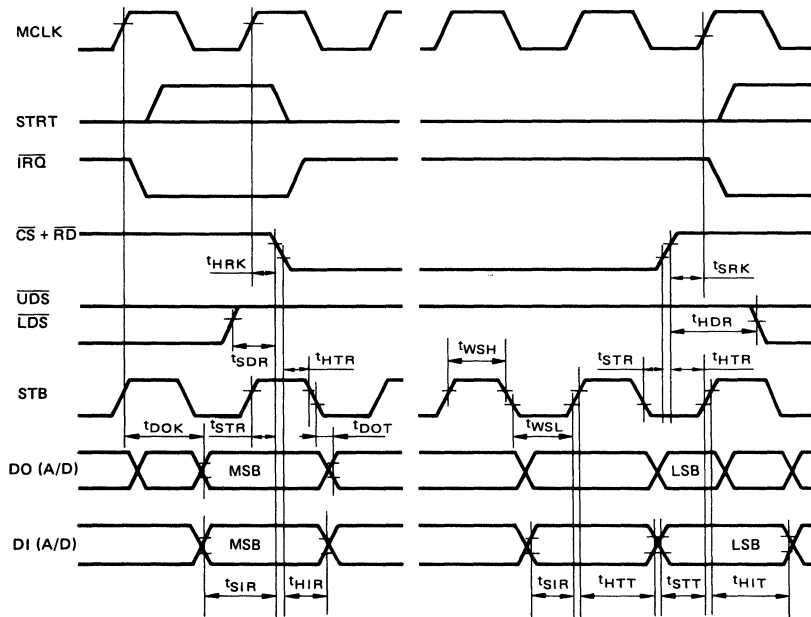 MCLK
STRT
IRQ
CS + RD
tHRK
tSRK
UDS
LDS
tHDR
tSDR
tHTR
tWSH
tSTR
tHTR
STB
tDOK
tSTR
tDOT
tWSL
DO (A/D)
MSB
LSB
DI (A/D)
MSB
LSB
tSIR
tHIR
tSIR
tHTT
tSTT
tHIT